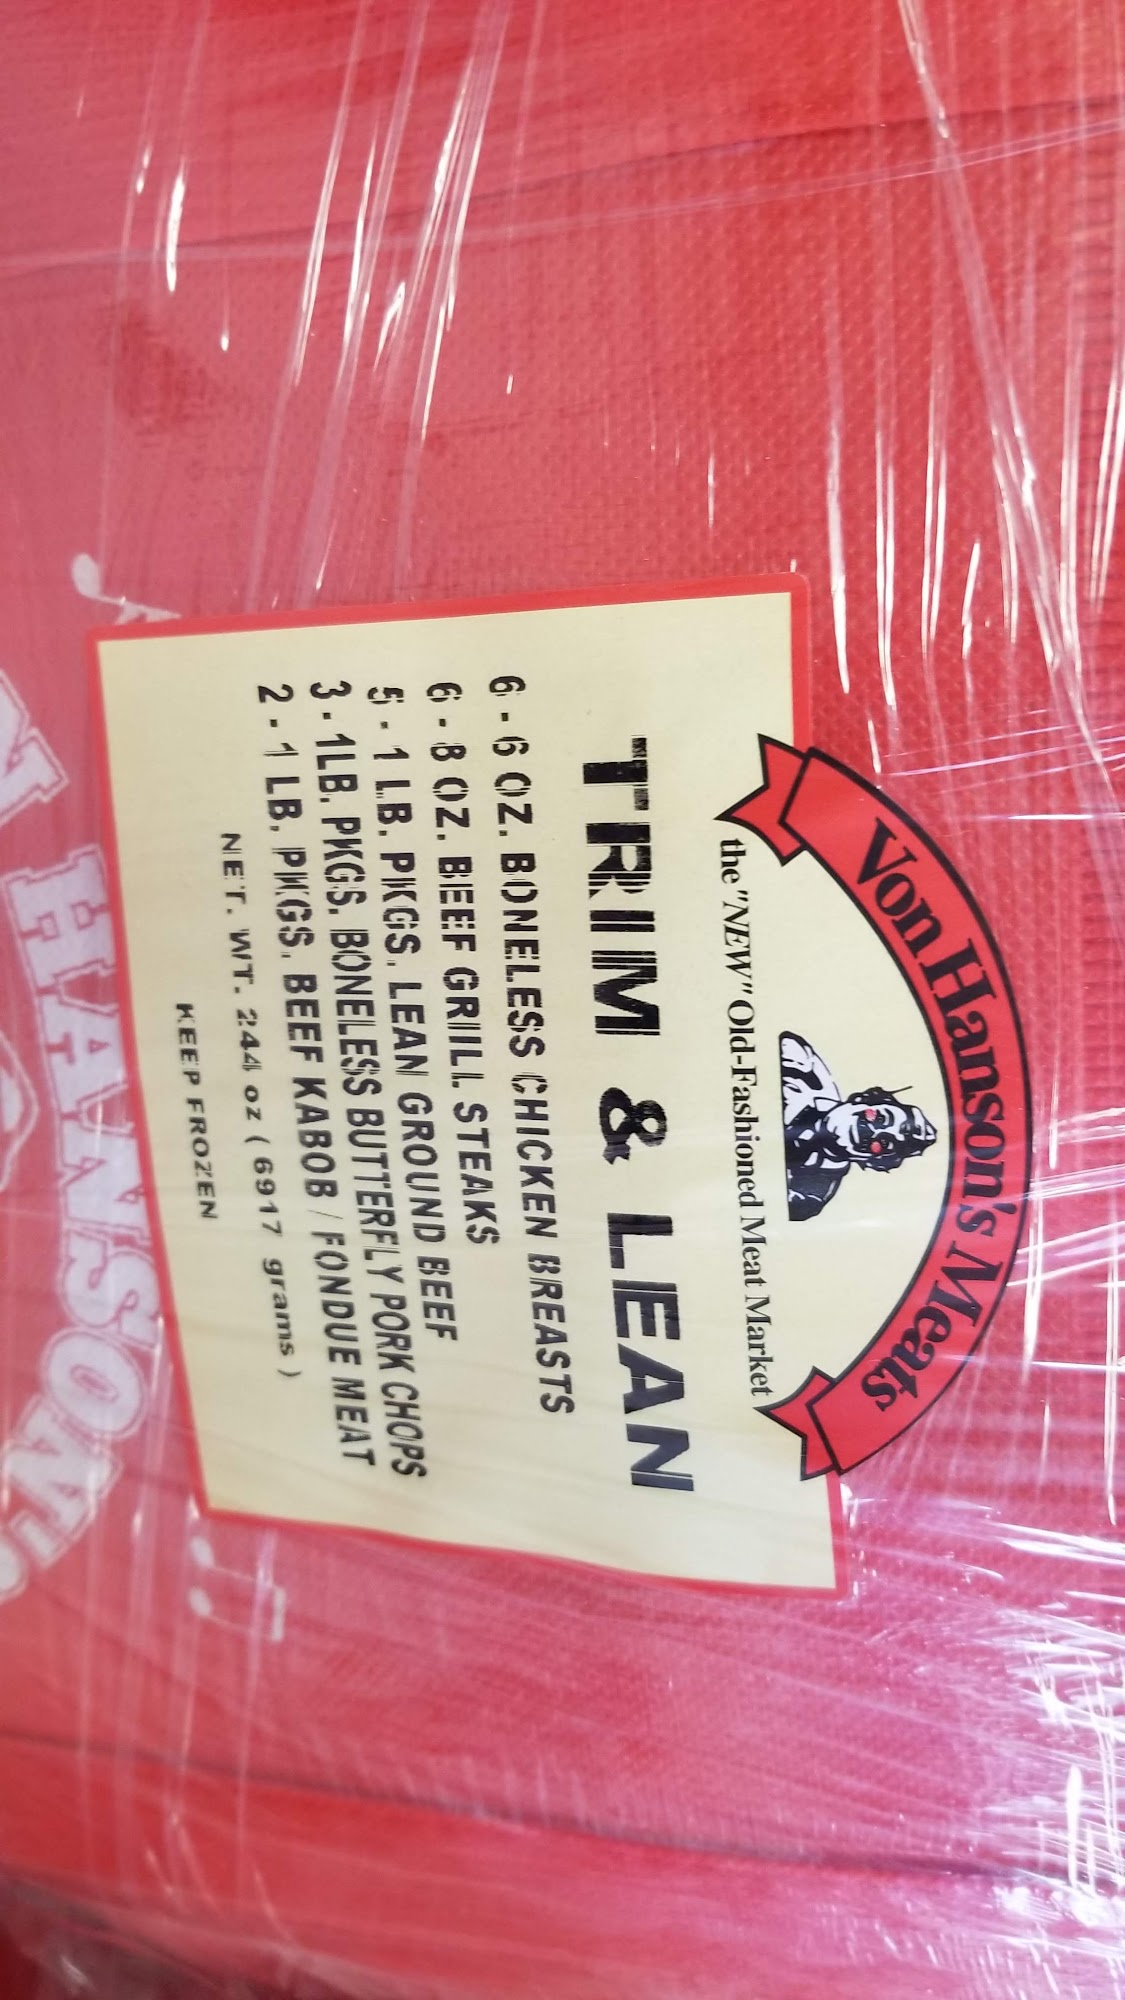 Von Hanson's Meats
the "NEW" Old-Fashioned Meat Market
TRIM & LEAN
6 - 6 OZ. BONELESS CHICKEN BREASTS
6 - 8 OZ. BEEF GRILL STEAKS
5 - 1 LB. PKGS. LEAN GROUND BEEF
3 - 1LB. PKGS. BONELESS BUTTERFLY PORK CHOPS
2 - 1 LB. PKGS. BEEF KABOB / FONDUE MEAT
NET. WT. 244 oz ( 6917 grams )
KEEP FROZEN
N HANSON'S